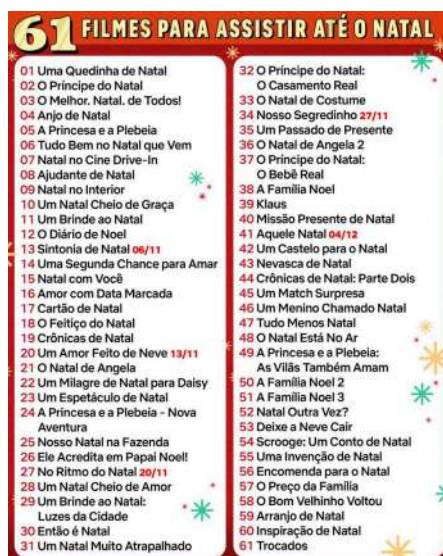 61 FILMES PARA ASSISTIR ATÉ O NATAL
01 Uma Quedinha de Natal
02 O Príncipe do Natal
03 O Melhor. Natal. de Todos!
04 Anjo de Natal
05 A Princesa e a Plebeia
06 Tudo Bem no Natal que Vem
07 Natal no Cine Drive-In
08 Ajudante de Natal
09 Natal no Interior
10 Um Natal Cheio de Graça
11 Um Brinde ao Natal
12 O Diário de Noel
13 Sintonia de Natal 06/11
14 Uma Segunda Chance para Amar
15 Natal com Você
16 Amor com Data Marcada
17 Cartão de Natal
18 O Feitiço do Natal
19 Crônicas de Natal
20 Um Amor Feito de Neve 13/11
21 O Natal de Angela
22 Um Milagre de Natal para Daisy
23 Um Espetáculo de Natal
24 A Princesa e a Plebeia - Nova
Aventura
25 Nosso Natal na Fazenda
26 Ele Acredita em Papai Noel!
27 No Ritmo do Natal 20/11
28 Um Natal Cheio de Amor
29 Um Brinde ao Natal:
Luzes da Cidade
30 Então é Natal
31 Um Natal Muito Atrapalhado
32 O Príncipe do Natal:
O Casamento Real
33 O Natal de Costume
34 Nosso Segredinho 27/11
35 Um Passado de Presente
36 O Natal de Angela 2
37 O Príncipe do Natal:
O Bebê Real
38 A Família Noel
39 Klaus
40 Missão Presente de Natal
41 Aquele Natal 04/12
42 Um Castelo para o Natal
43 Nevasca de Natal
44 Crônicas de Natal: Parte Dois
45 Um Match Surpresa
46 Um Menino Chamado Natal
47 Tudo Menos Natal
48 O Natal Está No Ar
49 A Princesa e a Plebeia:
As Vilãs Também Amam
50 A Família Noel 2
51 A Família Noel 3
52 Natal Outra Vez?
53 Deixe a Neve Cair
54 Scrooge: Um Conto de Natal
55 Uma Invenção de Natal
56 Encomenda para o Natal
57 O Preço da Família
58 O Bom Velhinho Voltou
59 Arranjo de Natal
60 Inspiração de Natal
61 Trocados